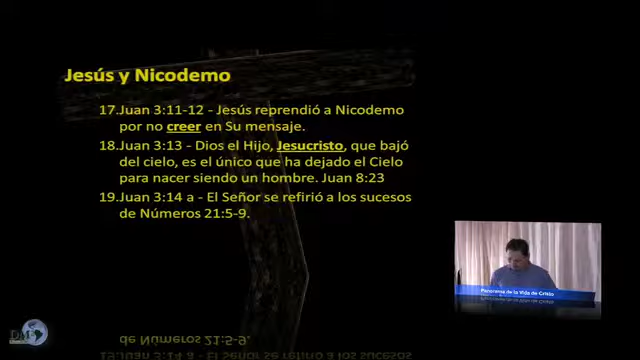 Jesús y Nicodemo
17.Juan 3:11-12 - Jesús reprendió a Nicodemo
por no creer en Su mensaje.
18.Juan 3:13 - Dios el Hijo, Jesucristo, que bajó
del cielo, es el único que ha dejado el Cielo
para nacer siendo un hombre. Juan 8:23
19.Juan 3:14 a - El Señor se refirió a los sucesos
de Números 21:5-9.
Panorama de la Vida de Cristo